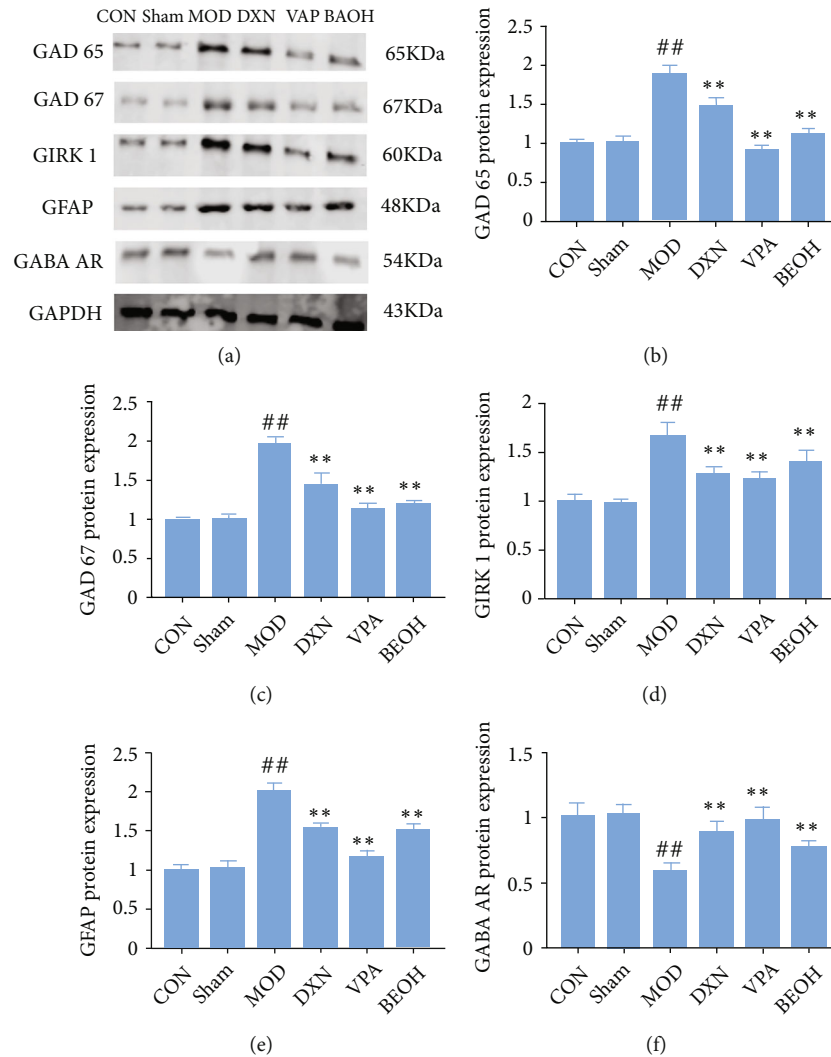 CON Sham MOD DXN VAP BAOH
GAD 65
65KDa
GAD 67
67KDa
GIRK 1
60KDa
GFAP
48KDa
GABA AR
54KDa
GAPDH
43KDa
(a)
GAD 65 protein expression
2.5
2
1.5
1
0.5
0
##
**
**
**
CON
Sham
MOD
DXN
VPA
BEOH
(b)
GAD 67 protein expression
2.5
2
1.5
1
0.5
0
##
**
**
**
CON
Sham
MOD
DXN
VPA
BEOH
(c)
GIRK 1 protein expression
2
1.5
1
0.5
0
##
**
**
**
CON
Sham
MOD
DXN
VPA
BEOH
(d)
GFAP protein expression
2.5
2
1.5
1
0.5
0
##
**
**
**
CON
Sham
MOD
DXN
VPA
BEOH
(e)
GABA AR protein expression
1.5
1
0.5
0
##
**
**
**
CON
Sham
MOD
DXN
VPA
BEOH
(f)